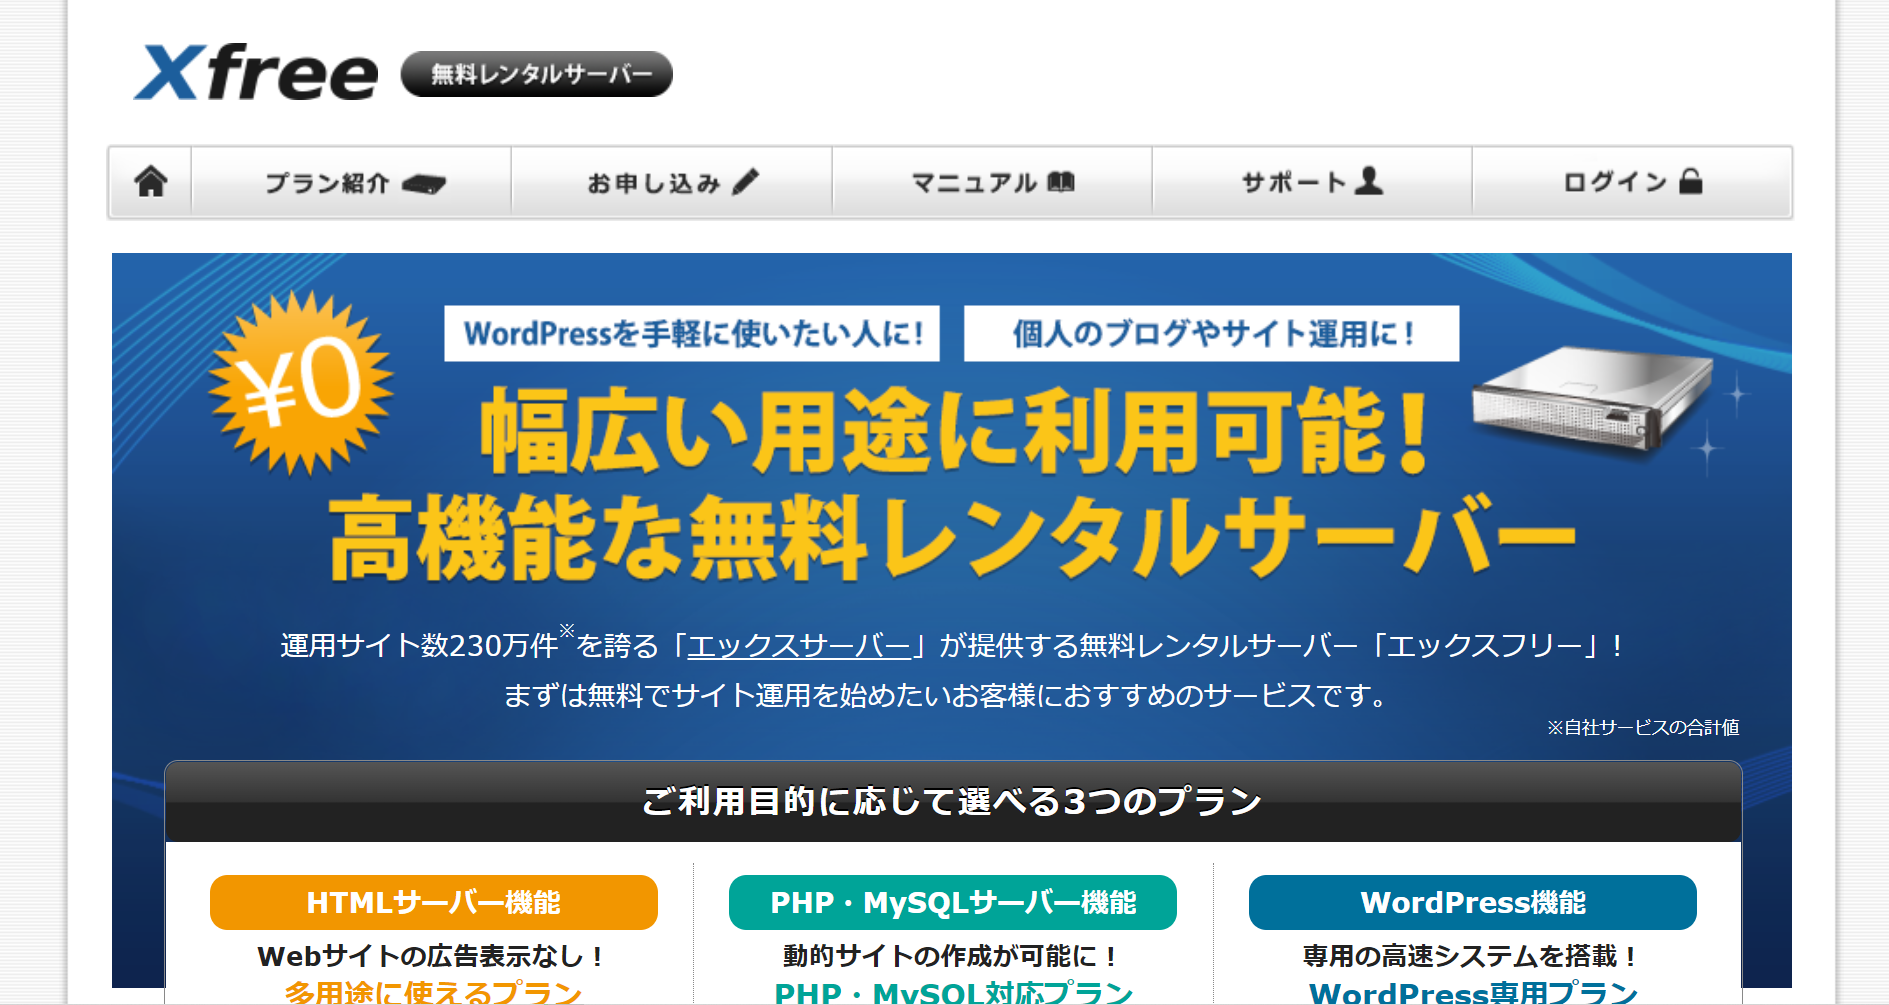 Xfree 無料レンタルサーバー
プラン紹介 お申し込み マニュアル サポート ログイン
¥0
WordPressを手軽に使いたい人に! 個人のブログやサイト運用に!
幅広い用途に利用可能!
高機能な無料レンタルサーバー
運用サイト数230万件※を誇る「エックスサーバー」が提供する無料レンタルサーバー「エックスフリー」!
まずは無料でサイト運用を始めたいお客様におすすめのサービスです。
※自社サービスの合計値
ご利用目的に応じて選べる3つのプラン
HTMLサーバー機能
Webサイトの広告表示なし！
多用途に使えるプラン
PHP・MySQLサーバー機能
動的サイトの作成が可能に！
PHP・MySQL対応プラン
WordPress機能
専用の高速システムを搭載！
WordPress専用プラン